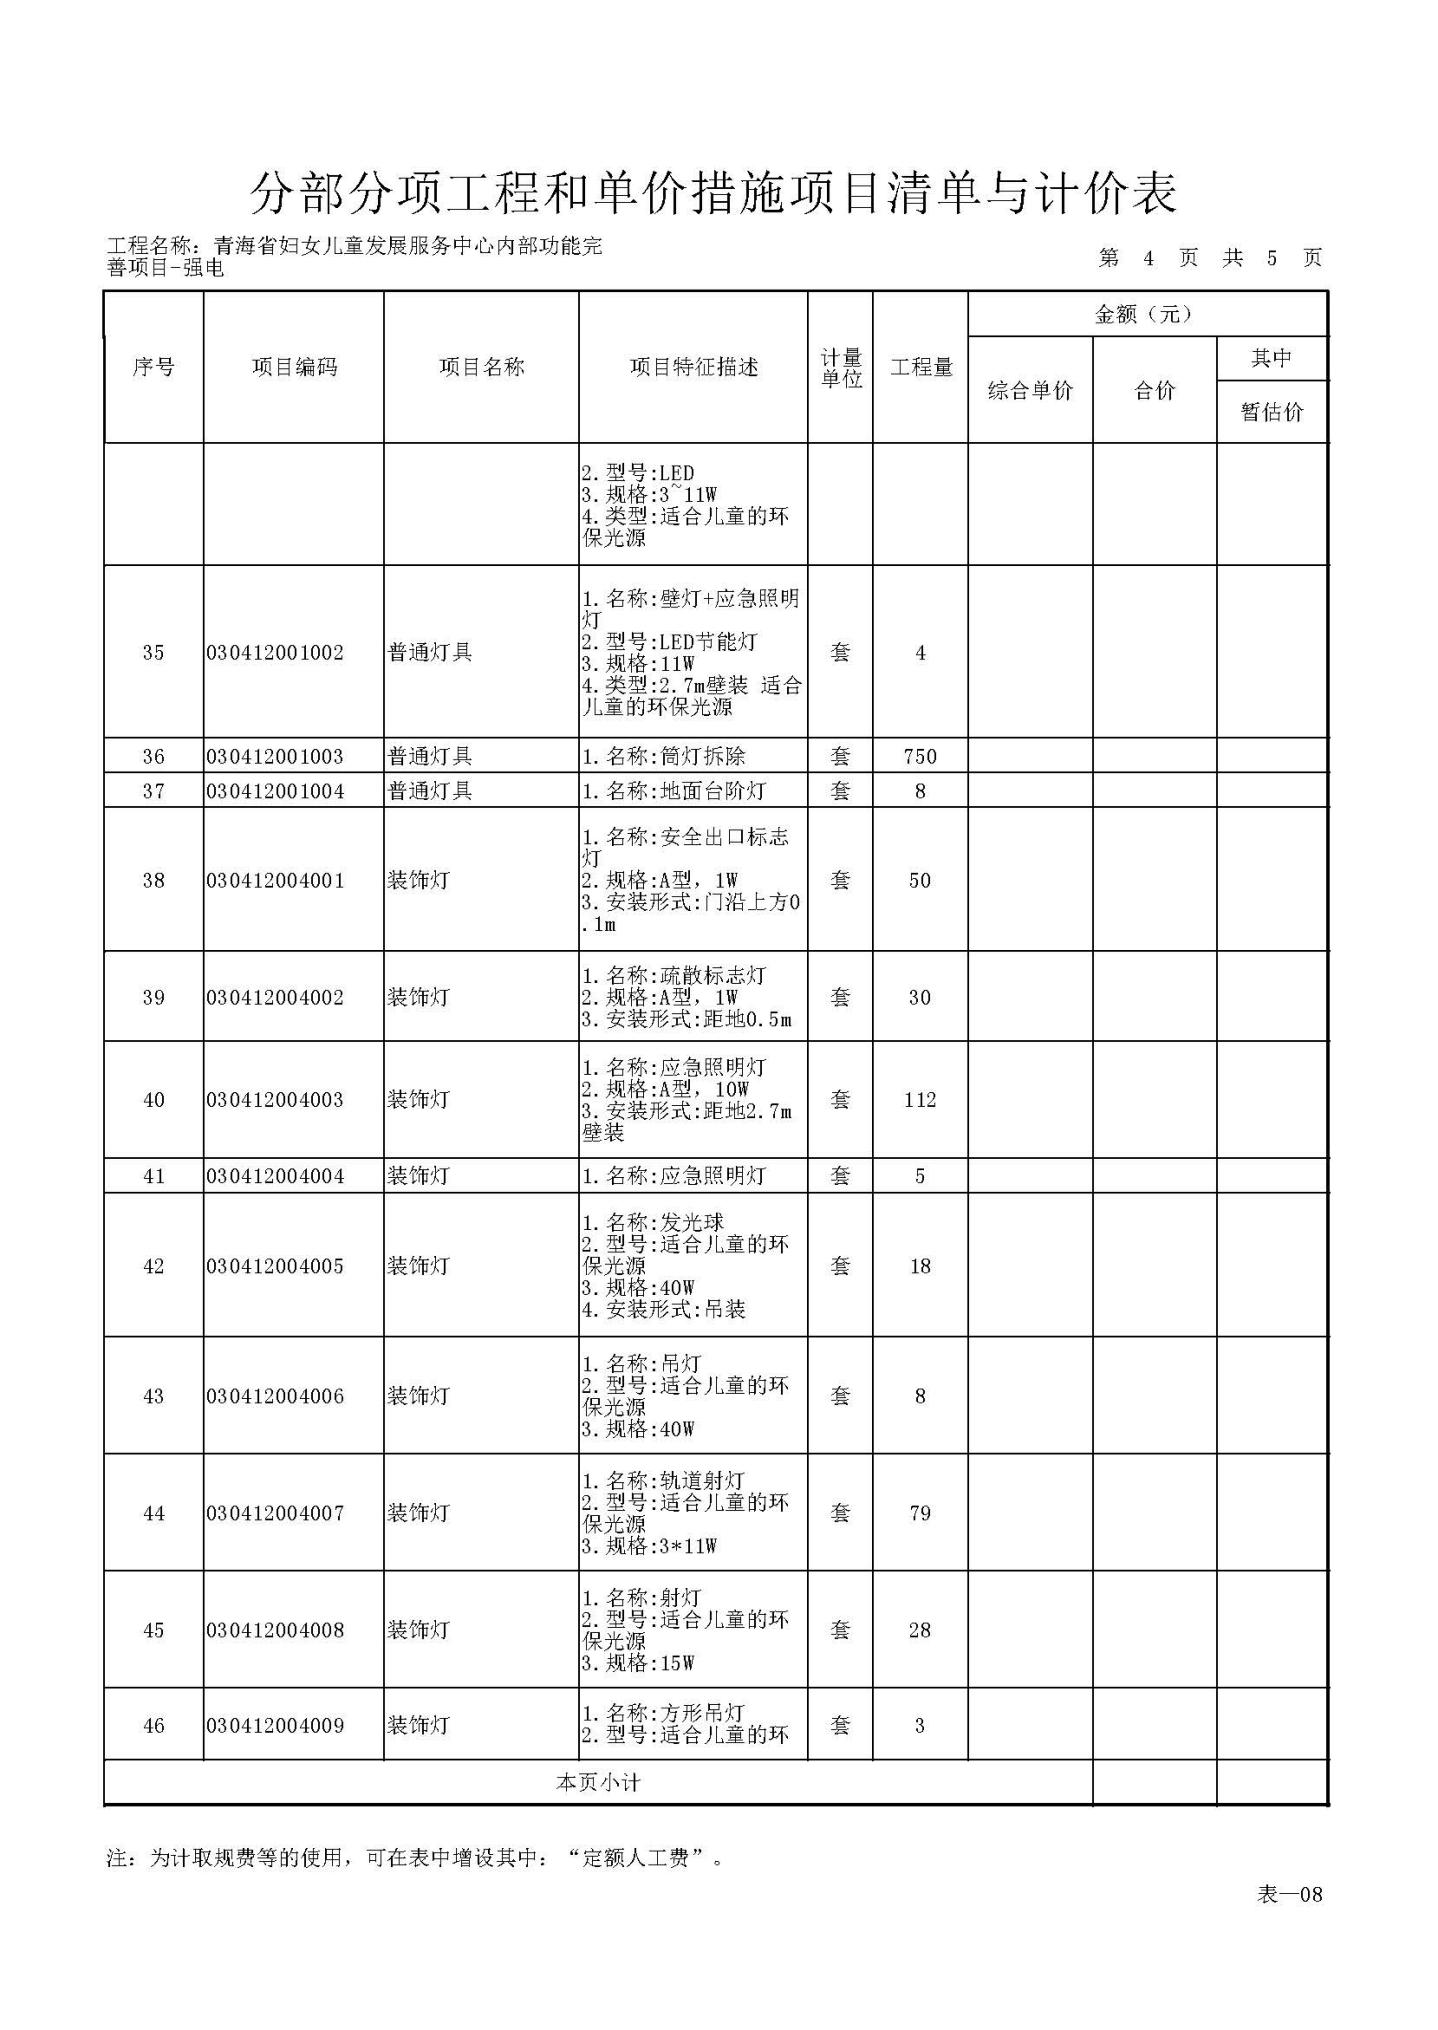 分部分项工程和单价措施项目清单与计价表
工程名称：青海省妇女儿童发展服务中心内部功能完
善项目-强电
第 4 页 共 5 页
序号 项目编码 项目名称 项目特征描述 计量 工程量 金额（元）
单位
综合单价 合价 其中
暂估价
2.型号:LED
3.规格:3~11W
4.类型:适合儿童的环
保光源
35 030412001002 普通灯具 1.名称:壁灯+应急照明 套 4
灯
2.型号:LED节能灯
3.规格:11W
4.类型:2.7m壁装 适合
儿童的环保光源
36 030412001003 普通灯具 1.名称:筒灯拆除 套 750
37 030412001004 普通灯具 1.名称:地面台阶灯 套 8
38 030412004001 装饰灯 1.名称:安全出口标志 套 50
灯
2.规格:A型，1W
3.安装形式:门沿上方0
.1m
39 030412004002 装饰灯 1.名称:疏散标志灯 套 30
2.规格:A型，1W
3.安装形式:距地0.5m
40 030412004003 装饰灯 1.名称:应急照明灯 套 112
2.规格:A型，10W
3.安装形式:距地2.7m
壁装
41 030412004004 装饰灯 1.名称:应急照明灯 套 5
42 030412004005 装饰灯 1.名称:发光球 套 18
2.型号:适合儿童的环
保光源
3.规格:40W
4.安装形式:吊装
43 030412004006 装饰灯 1.名称:吊灯 套 8
2.型号:适合儿童的环
保光源
3.规格:40W
44 030412004007 装饰灯 1.名称:轨道射灯 套 79
2.型号:适合儿童的环
保光源
3.规格:3*11W
45 030412004008 装饰灯 1.名称:射灯 套 28
2.型号:适合儿童的环
保光源
3.规格:15W
46 030412004009 装饰灯 1.名称:方形吊灯 套 3
2.型号:适合儿童的环
本页小计
注：为计取规费等的使用，可在表中增设其中：“定额人工费”。
表—08